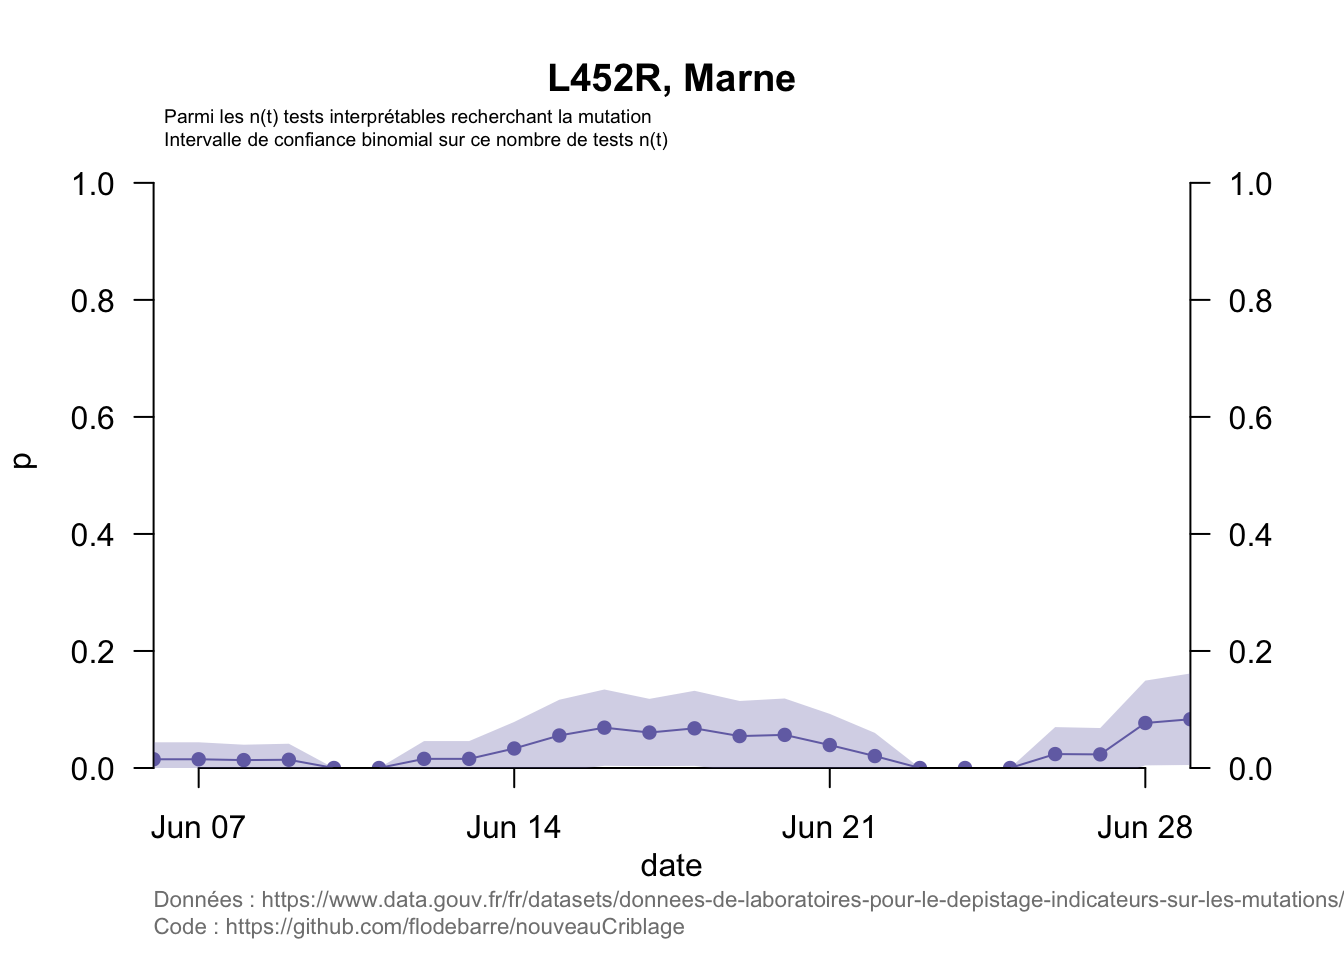 L452R, Marne
Parmi les n(t) tests interprétables recherchant la mutation
Intervalle de confiance binomial sur ce nombre de tests n(t)
1.0 1.0
0.8 0.8
0.6 0.6
p
0.4 0.4
0.2 0.2
0.0 0.0
Jun 07 Jun 14 Jun 21 Jun 28
date
Données : https://www.data.gouv.fr/fr/datasets/donnees-de-laboratoires-pour-le-depistage-indicateurs-sur-les-mutations/
Code : https://github.com/flodebarre/nouveauCriblage